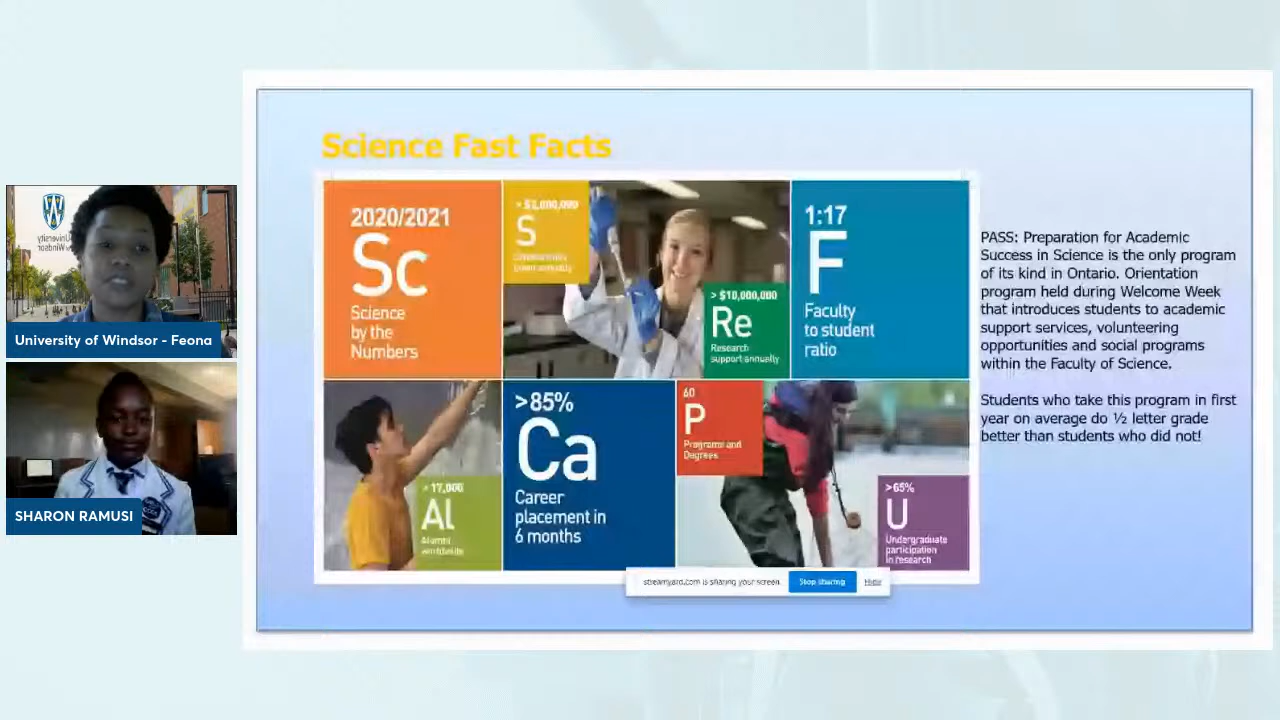 Science Fast Facts
2020/2021
Sc
Science
by the
Numbers
S
> $10,000,000
Re
Research
support annually
1:17
F
Faculty
to student
ratio
> 17,000
Al
Alumni
worldwide
>85%
Ca
Career
placement in
6 months
60
P
Programs and
Degrees
>65%
U
Undergraduate
participation
in research
PASS: Preparation for Academic
Success in Science is the only program
of its kind in Ontario. Orientation
program held during Welcome Week
that introduces students to academic
support services, volunteering
opportunities and social programs
within the Faculty of Science.
Students who take this program in first
year on average do ½ letter grade
better than students who did not!
streamyard.com is sharing your screen.
Stop sharing
Hide
University of Windsor - Feona
SHARON RAMUSI